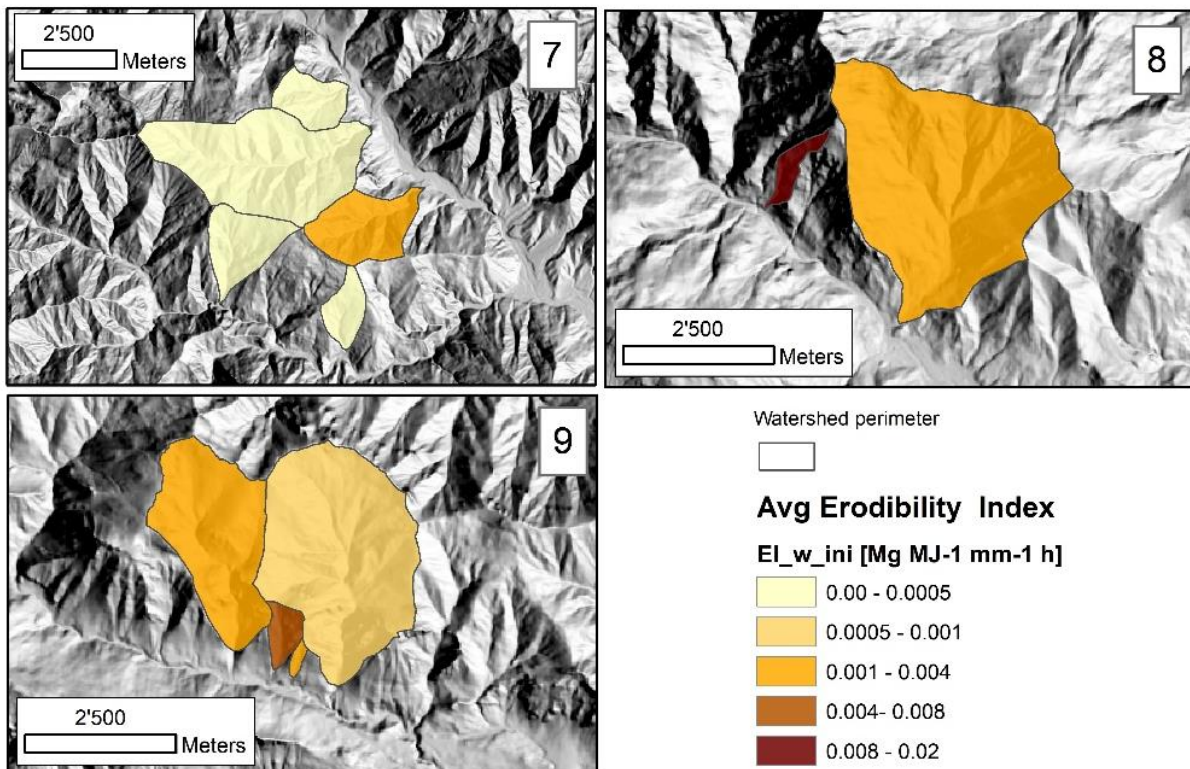 2'500
Meters
7
8
2'500
Meters
9
2'500
Meters
Watershed perimeter
Avg Erodibility Index
EI_w_ini [Mg MJ-1 mm-1 h]
0.00 - 0.0005
0.0005 - 0.001
0.001 - 0.004
0.004- 0.008
0.008 - 0.02